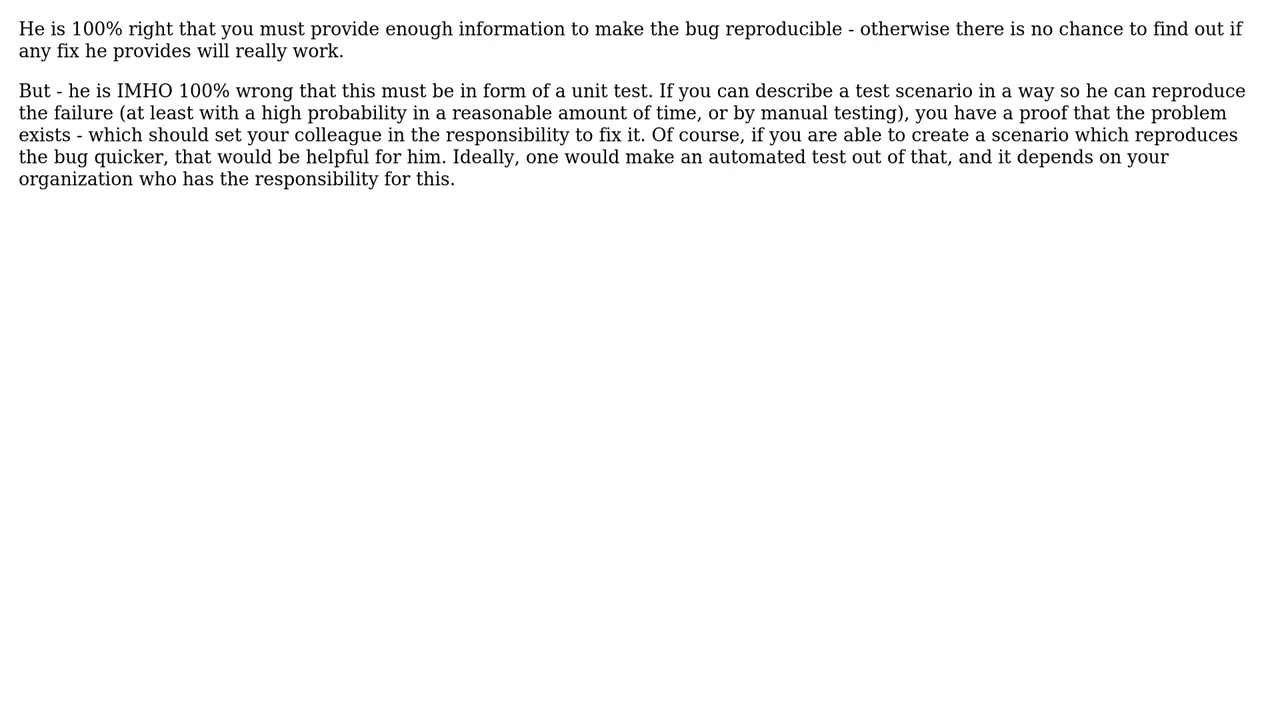 He is 100% right that you must provide enough information to make the bug reproducible - otherwise there is no chance to find out if
any fix he provides will really work.
But - he is IMHO 100% wrong that this must be in form of a unit test. If you can describe a test scenario in a way so he can reproduce
the failure (at least with a high probability in a reasonable amount of time, or by manual testing), you have a proof that the problem
exists - which should set your colleague in the responsibility to fix it. Of course, if you are able to create a scenario which reproduces
the bug quicker, that would be helpful for him. Ideally, one would make an automated test out of that, and it depends on your
organization who has the responsibility for this.